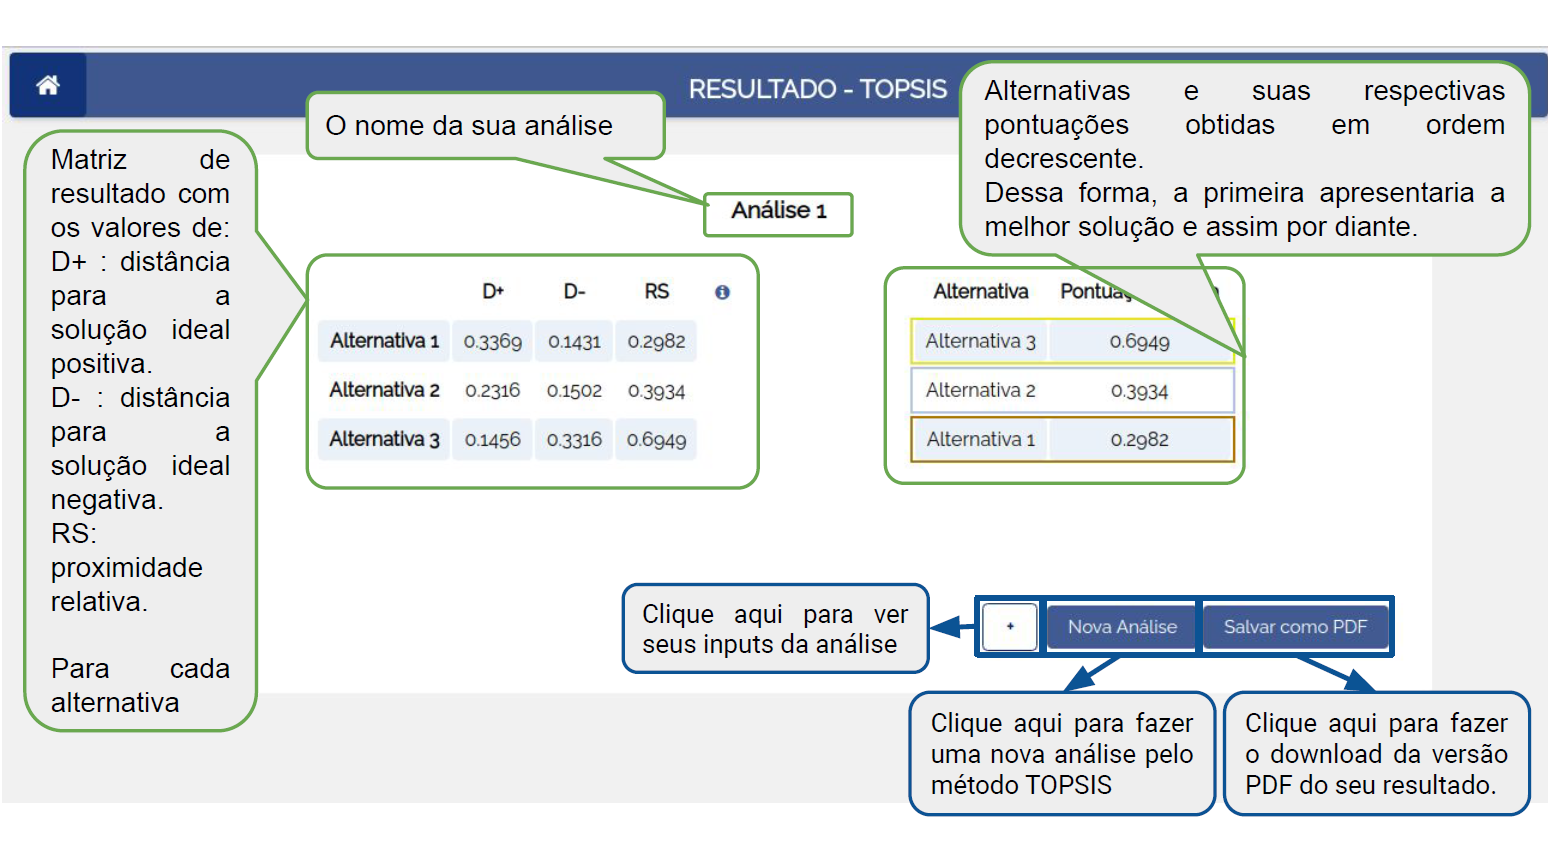 RESULTADO - TOPSIS
O nome da sua análise
Alternativas e suas respectivas
pontuações obtidas em ordem
decrescente.
Dessa forma, a primeira apresentaria a
melhor solução e assim por diante.
Matriz de
resultado com
os valores de:
D+ : distância
para a
solução ideal
positiva.
D- : distância
para a
solução ideal
negativa.
RS:
proximidade
relativa.
Para cada
alternativa
Análise 1
D+ D- RS
Alternativa 1 0.3369 0.1431 0.2982
Alternativa 2 0.2316 0.1502 0.3934
Alternativa 3 0.1456 0.3316 0.6949
Alternativa
Alternativa 3 0.6949
Alternativa 2 0.3934
Alternativa 1 0.2982
Clique aqui para ver
seus inputs da análise
+ Nova Análise Salvar como PDF
Clique aqui para fazer
uma nova análise pelo
método TOPSIS
Clique aqui para fazer
o download da versão
PDF do seu resultado.